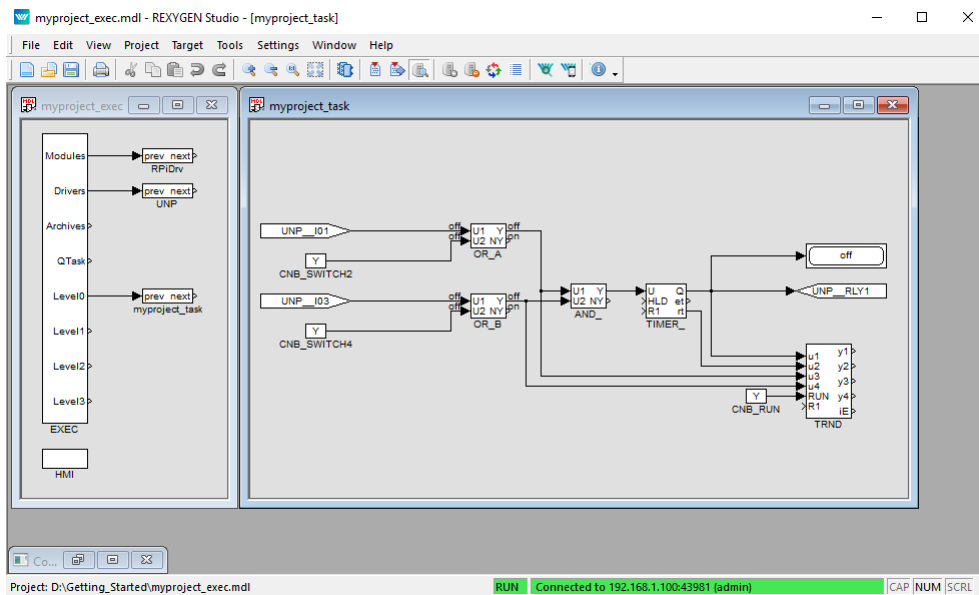 myproject_exec.mdl - REXYGEN Studio - [myproject_task]
File Edit View Project Target Tools Settings Window Help
myproject_exec
Modules
prev next
RPiDrv
Drivers
prev next
UNP
Archives
QTask
Level0
prev next
myproject_task
Level1
Level2
Level3
EXEC
HMI
myproject_task
UNP__I01
off
off
U1 Y
U2 NY
off
on
OR_A
Y
CNB_SWITCH2
UNP__I03
off
off
U1 Y
U2 NY
off
on
OR_B
Y
CNB_SWITCH4
U1 Y
U2 NY
AND_
U Q
HLD et
R1 rt
TIMER_
off
UNP__RLY1
u1 y1
u2 y2
u3 y3
u4
RUN y4
R1 iE
TRND
Y
CNB_RUN
Co...
Project: D:\Getting_Started\myproject_exec.mdl
RUN
Connected to 192.168.1.100:43981 (admin)
CAP NUM SCRL